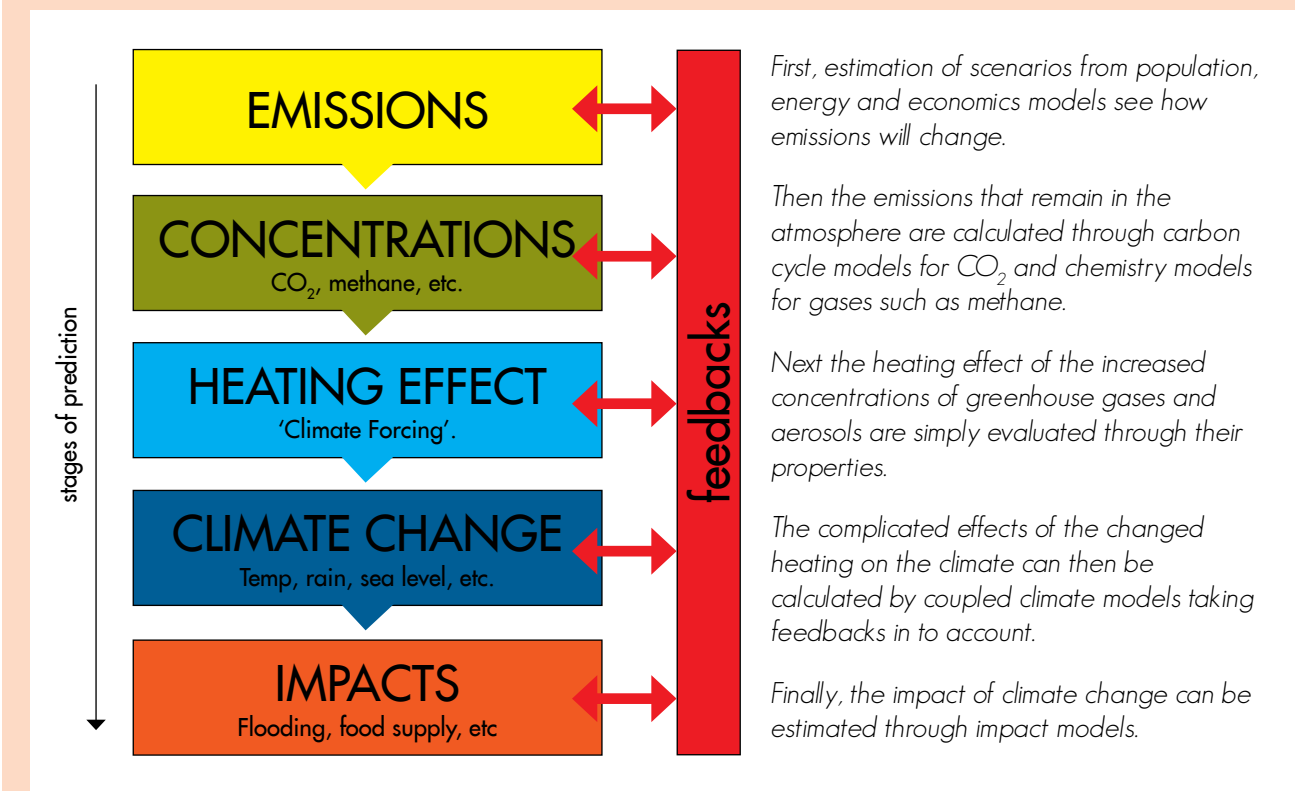 stages of prediction
EMISSIONS
CONCENTRATIONS
CO₂, methane, etc.
HEATING EFFECT
‘Climate Forcing’.
CLIMATE CHANGE
Temp, rain, sea level, etc.
IMPACTS
Flooding, food supply, etc
feedbacks
First, estimation of scenarios from population,
energy and economics models see how
emissions will change.
Then the emissions that remain in the
atmosphere are calculated through carbon
cycle models for CO₂ and chemistry models
for gases such as methane.
Next the heating effect of the increased
concentrations of greenhouse gases and
aerosols are simply evaluated through their
properties.
The complicated effects of the changed
heating on the climate can then be
calculated by coupled climate models taking
feedbacks in to account.
Finally, the impact of climate change can be
estimated through impact models.